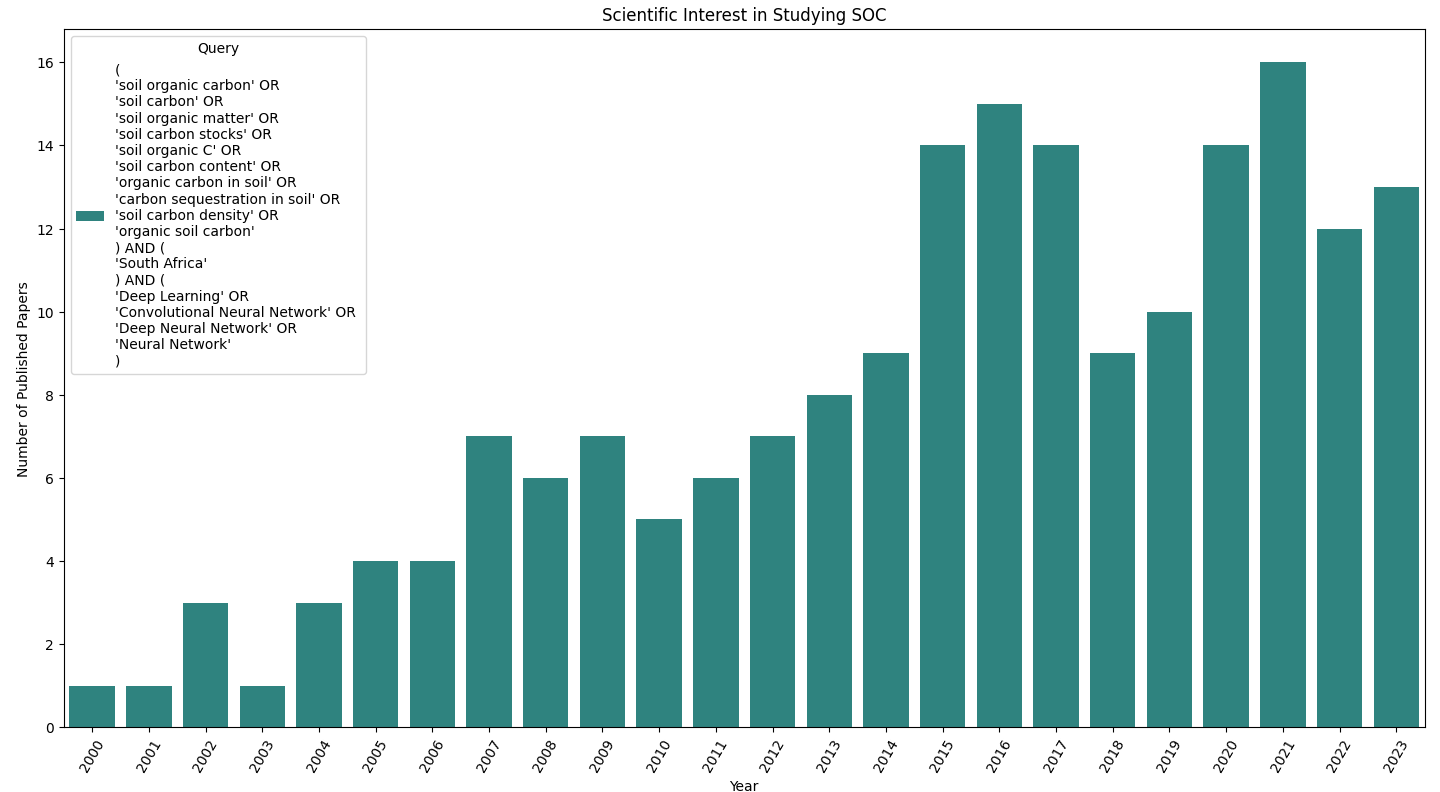 Scientific Interest in Studying SOC
Query
(
'soil organic carbon' OR
'soil carbon' OR
'soil organic matter' OR
'soil carbon stocks' OR
'soil organic C' OR
'soil carbon content' OR
'organic carbon in soil' OR
'carbon sequestration in soil' OR
'soil carbon density' OR
'organic soil carbon'
) AND (
'South Africa'
) AND (
'Deep Learning' OR
'Convolutional Neural Network' OR
'Deep Neural Network' OR
'Neural Network'
)
Number of Published Papers
16
14
12
10
8
6
4
2
0
2000 2001 2002 2003 2004 2005 2006 2007 2008 2009 2010 2011 2012 2013 2014 2015 2016 2017 2018 2019 2020 2021 2022 2023
Year